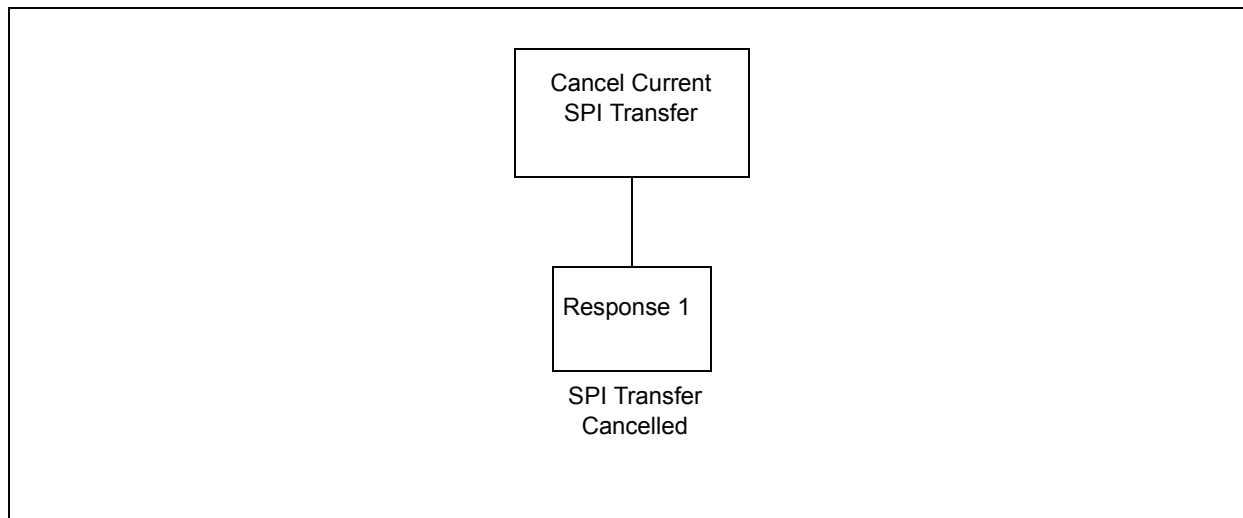 Cancel Current
SPI Transfer
Response 1
SPI Transfer
Cancelled